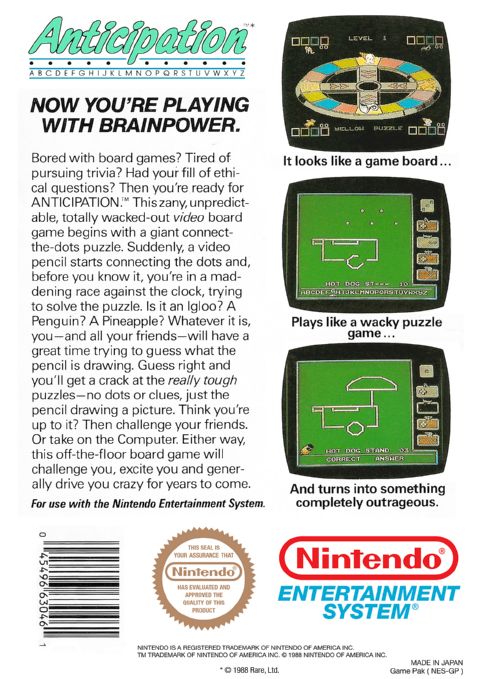 Anticipation™*
A B C D E F G H I J K L M N O P Q R S T U V W X Y Z
NOW YOU'RE PLAYING
WITH BRAINPOWER.
Bored with board games? Tired of
pursuing trivia? Had your fill of ethi-
cal questions? Then you're ready for
ANTICIPATION.™ This zany, unpredict-
able, totally wacked-out video board
game begins with a giant connect-
the-dots puzzle. Suddenly, a video
pencil starts connecting the dots and,
before you know it, you're in a mad-
dening race against the clock, trying
to solve the puzzle. Is it an Igloo? A
Penguin? A Pineapple? Whatever it is,
you—and all your friends—will have a
great time trying to guess what the
pencil is drawing. Guess right and
you'll get a crack at the really tough
puzzles—no dots or clues, just the
pencil drawing a picture. Think you're
up to it? Then challenge your friends.
Or take on the Computer. Either way,
this off-the-floor board game will
challenge you, excite you and gener-
ally drive you crazy for years to come.
For use with the Nintendo Entertainment System.
LEVEL 1
YELLOW PUZZLE
It looks like a game board...
HOT DOG ST*** 10
ABCDEFGHIJKLMNOPQRSTUVWXYZ
Plays like a wacky puzzle
game...
HOT DOG STAND 03
CORRECT ANSWER
And turns into something
completely outrageous.
0 45496 63046 1
THIS SEAL IS
YOUR ASSURANCE THAT
Nintendo®
HAS EVALUATED AND
APPROVED THE
QUALITY OF THIS
PRODUCT
Nintendo®
ENTERTAINMENT
SYSTEM®
NINTENDO IS A REGISTERED TRADEMARK OF NINTENDO OF AMERICA INC.
TM TRADEMARK OF NINTENDO OF AMERICA INC. © 1988 NINTENDO OF AMERICA INC.
* © 1988 Rare, Ltd.
MADE IN JAPAN
Game Pak ( NES-GP )